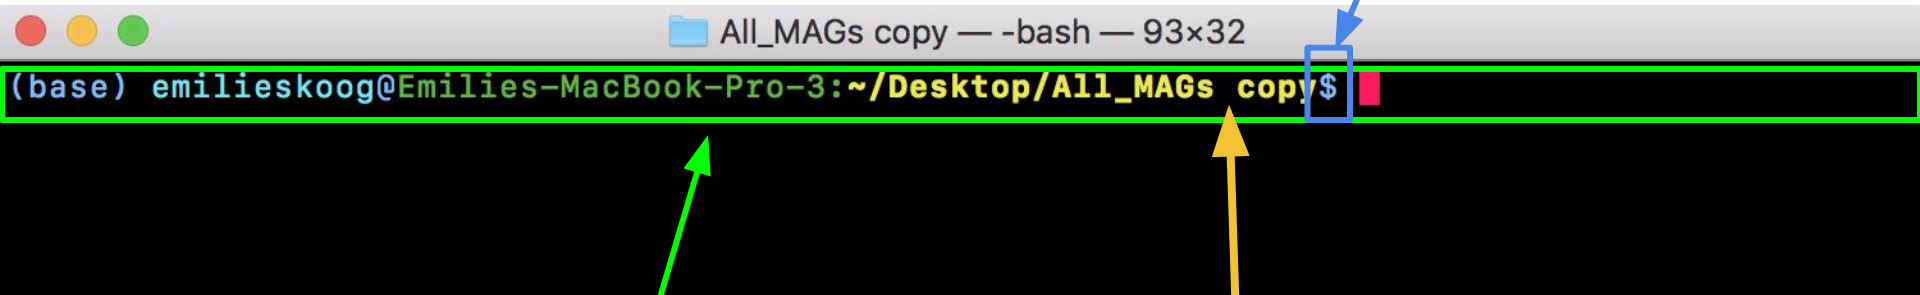 All_MAGs copy — -bash — 93×32
(base) emilieskoog@Emilies-MacBook-Pro-3:~/Desktop/All_MAGs copy$